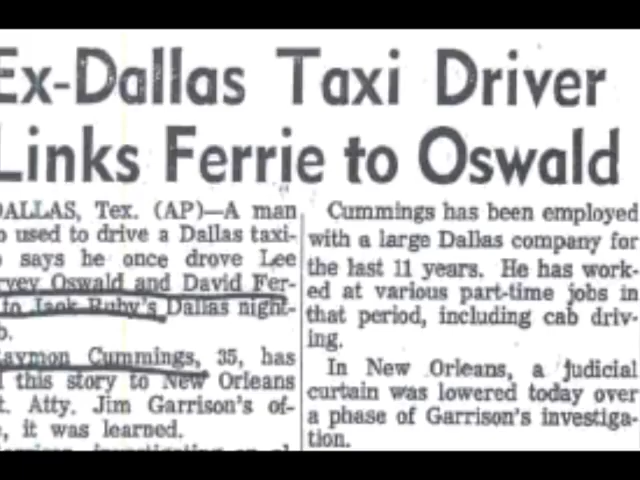 Ex-Dallas Taxi Driver
Links Ferrie to Oswald
DALLAS, Tex. (AP)—A man
o used to drive a Dallas taxi-
says he once drove Lee
rvey Oswald and David Fer-
to Jack Ruby's Dallas night-
b.
aymon Cummings, 35, has
this story to New Orleans
t. Atty. Jim Garrison's of-
, it was learned.
Cummings has been employed
with a large Dallas company for
the last 11 years. He has work-
ed at various part-time jobs in
that period, including cab driv-
ing.
In New Orleans, a judicial
curtain was lowered today over
a phase of Garrison's investiga-
tion.